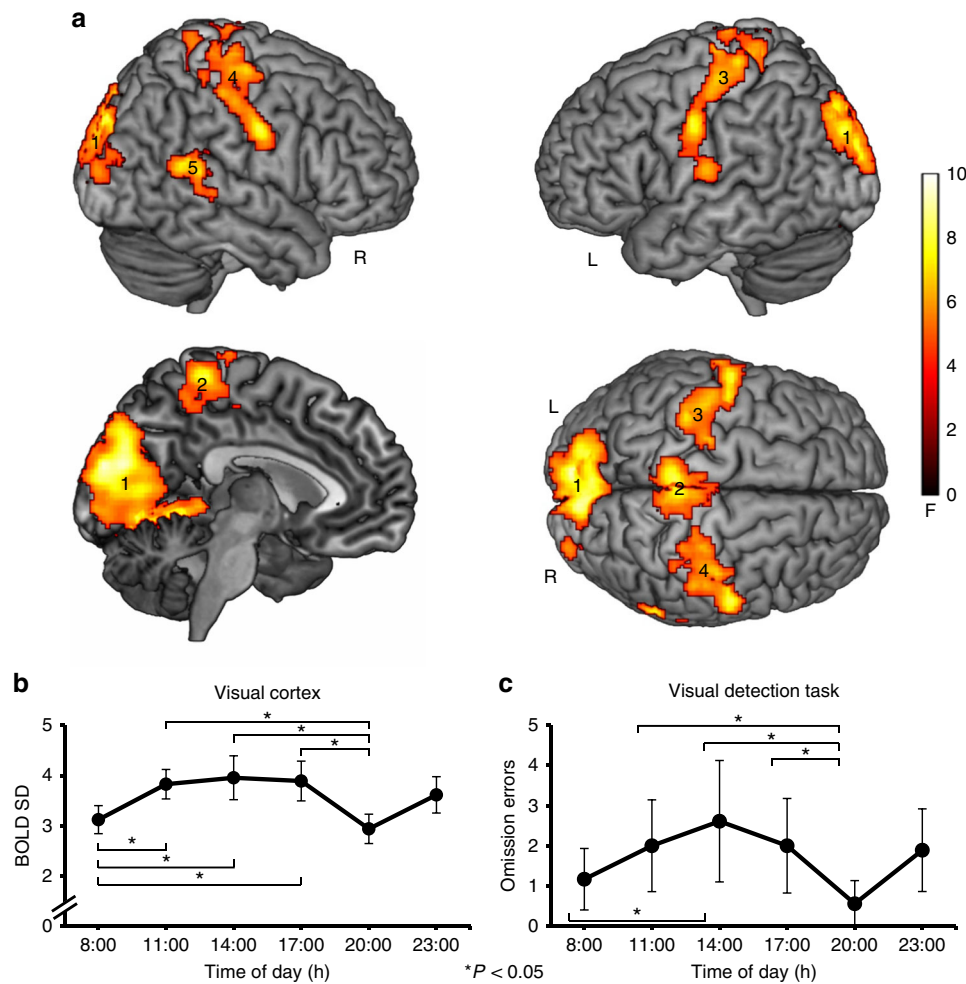 a
4
1
5
R
3
1
L
10
8
6
4
2
0
F
2
1
L
3
1
2
4
R
b
Visual cortex
5
4
3
2
0
BOLD SD
* 
*
*
*
*
*
8:00 11:00 14:00 17:00 20:00 23:00
Time of day (h)
*P < 0.05
c
Visual detection task
5
4
3
2
1
0
Omission errors
*
*
*
*
8:00 11:00 14:00 17:00 20:00 23:00
Time of day (h)